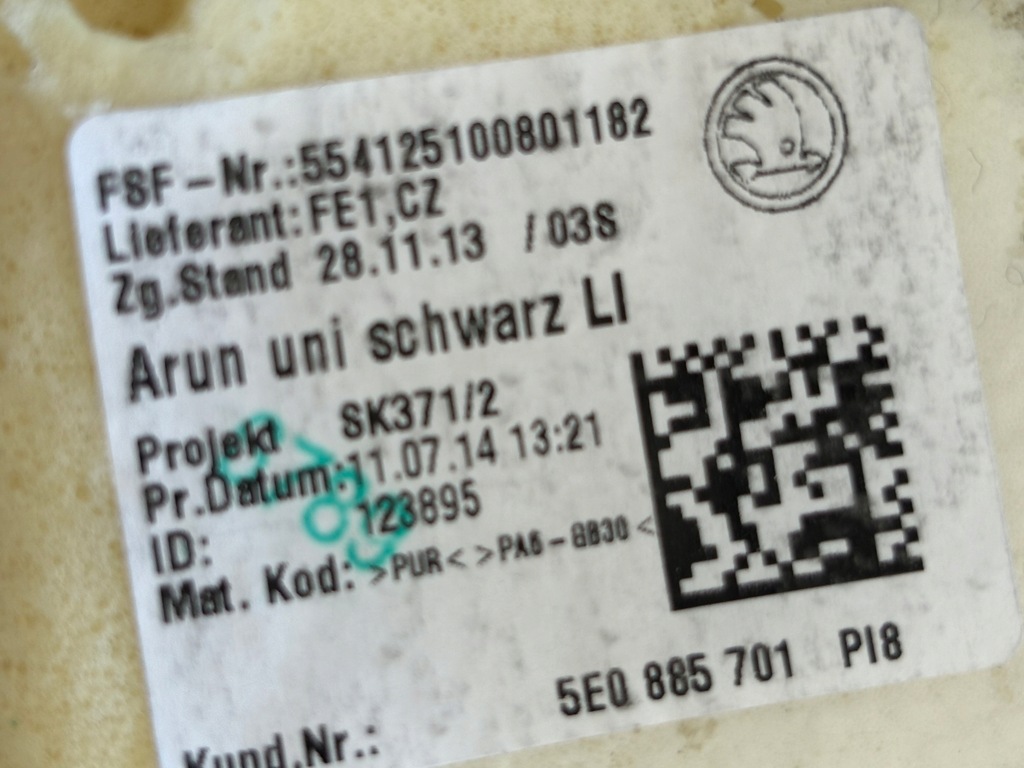 FSF-Nr.:554125100801182
Lieferant:FE1,CZ
Zg.Stand 28.11.13 /03S
Arun uni schwarz LI
Projekt SK371/2
Pr.Datum:11.07.14 13:21
ID: 123895
Mat. Kod: >PUR< >PA6-GB30<
5E0 885 701 PI8
Kund.Nr.: